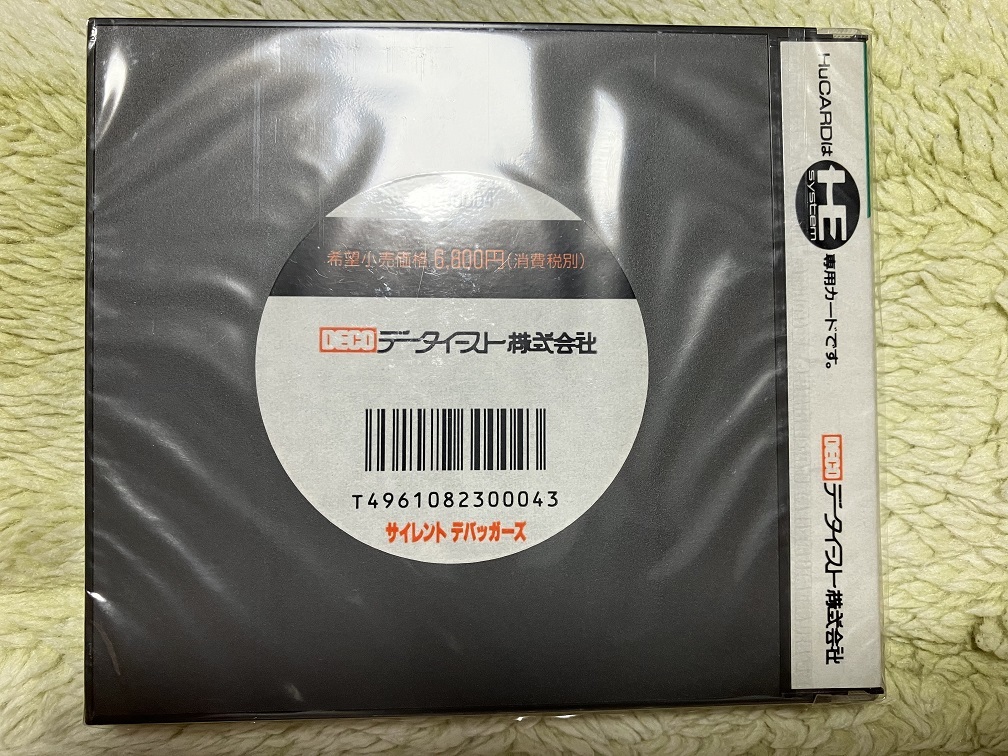 希望小売価格 6,800円(消費税別)
DECO データイースト株式会社
T4961082300043
サイレント デバッガーズ
HuCARDは HE system 専用カードです。
DECO データイースト株式会社